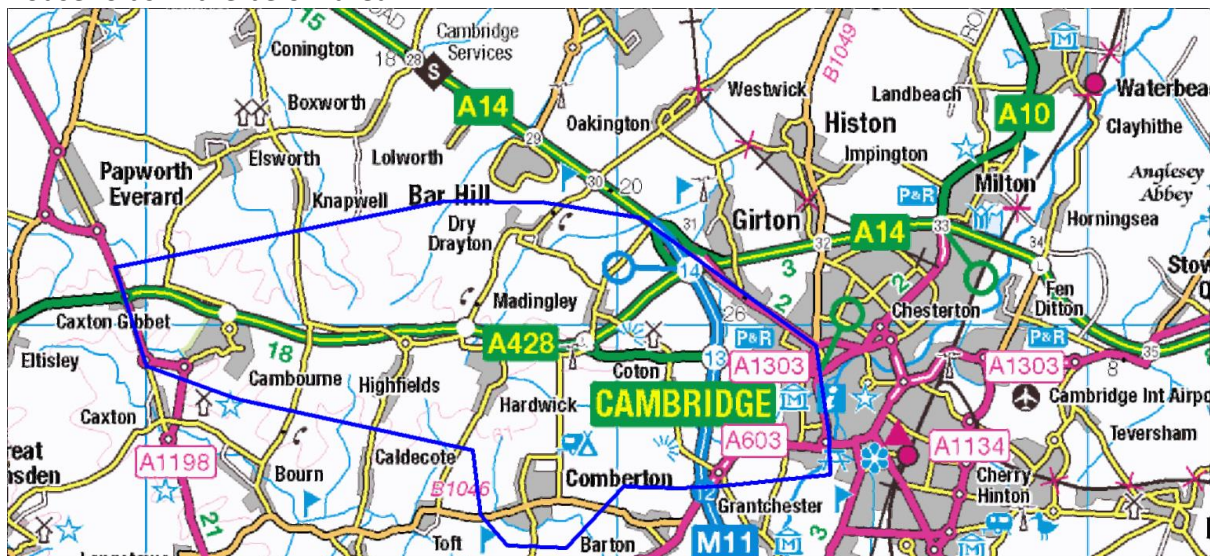 15
Conington
18
28
S
Cambridge
Services
B1049
Landbeach
A10
Clayhithe
Westwick
Boxworth
A14
Oakington
Histon
Impington
29
Anglesey
Abbey
Elsworth
Lolworth
Papworth
Everard
Knapwell
Bar Hill
30
20
P&R
Milton
Horningsea
Dry
Drayton
31
Girton
32
A14
33
34
3
14
2
2
Fen
Ditton
Madingley
Chesterton
Caxton Gibbet
26
P&R
P&R
Eltisley
18
A428
13
A1303
A1303
35
8
Coton
Cambourne
Highfields
Hardwick
CAMBRIDGE
M
i
Cambridge Int Airpo
Caxton
61
A603
A1134
Teversham
A1198
Bourn
Caldecote
B1046
Comberton
Cherry
Hinton
12
Grantchester
21
Toft
Barton
M11
3